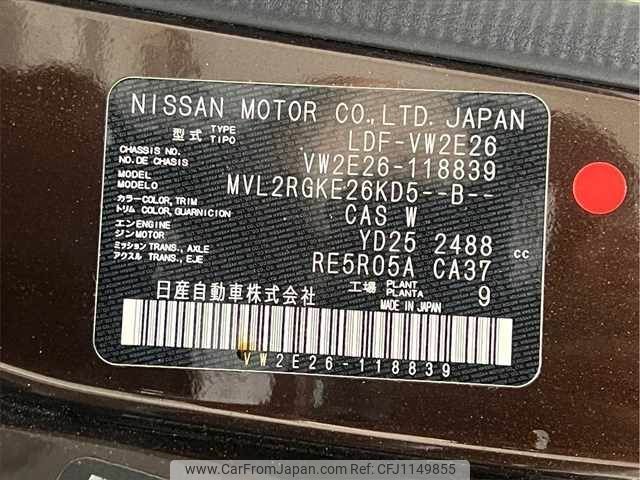 NISSAN MOTOR CO.,LTD. JAPAN
型式 TYPE TIPO LDF-VW2E26
CHASSIS NO. NO.DE CHASIS VW2E26-118839
MODEL MODELO MVL2RGKE26KD5--B--
カラー COLOR, TRIM トリム COLOR, GUARNICION CAS W
エンジン ENGINE MOTOR YD25 2488 cc
ミッション TRANS., AXLE アクスル TRANS., EJE RE5R05A CA37
工場 PLANT PLANTA 9
日産自動車株式会社 MADE IN JAPAN
VW2E26-118839
www.CarFromJapan.com - REF No CFJ1149855